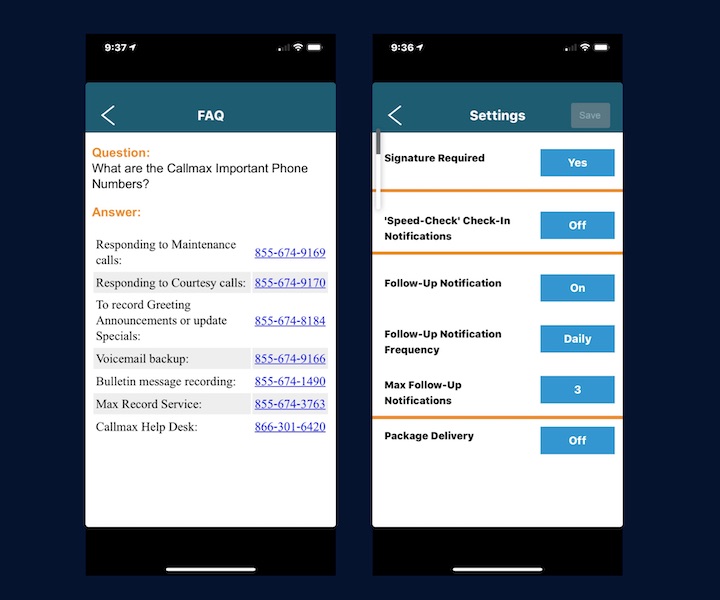 9:37
FAQ
Question:
What are the Callmax Important Phone
Numbers?
Answer:
Responding to Maintenance
calls:
855-674-9169
Responding to Courtesy calls:
855-674-9170
To record Greeting
Announcements or update
Specials:
855-674-8184
Voicemail backup:
855-674-9166
Bulletin message recording:
855-674-1490
Max Record Service:
855-674-3763
Callmax Help Desk:
866-301-6420
9:36
Settings
Save
Signature Required
Yes
'Speed-Check' Check-In
Notifications
Off
Follow-Up Notification
On
Follow-Up Notification
Frequency
Daily
Max Follow-Up
Notifications
3
Package Delivery
Off